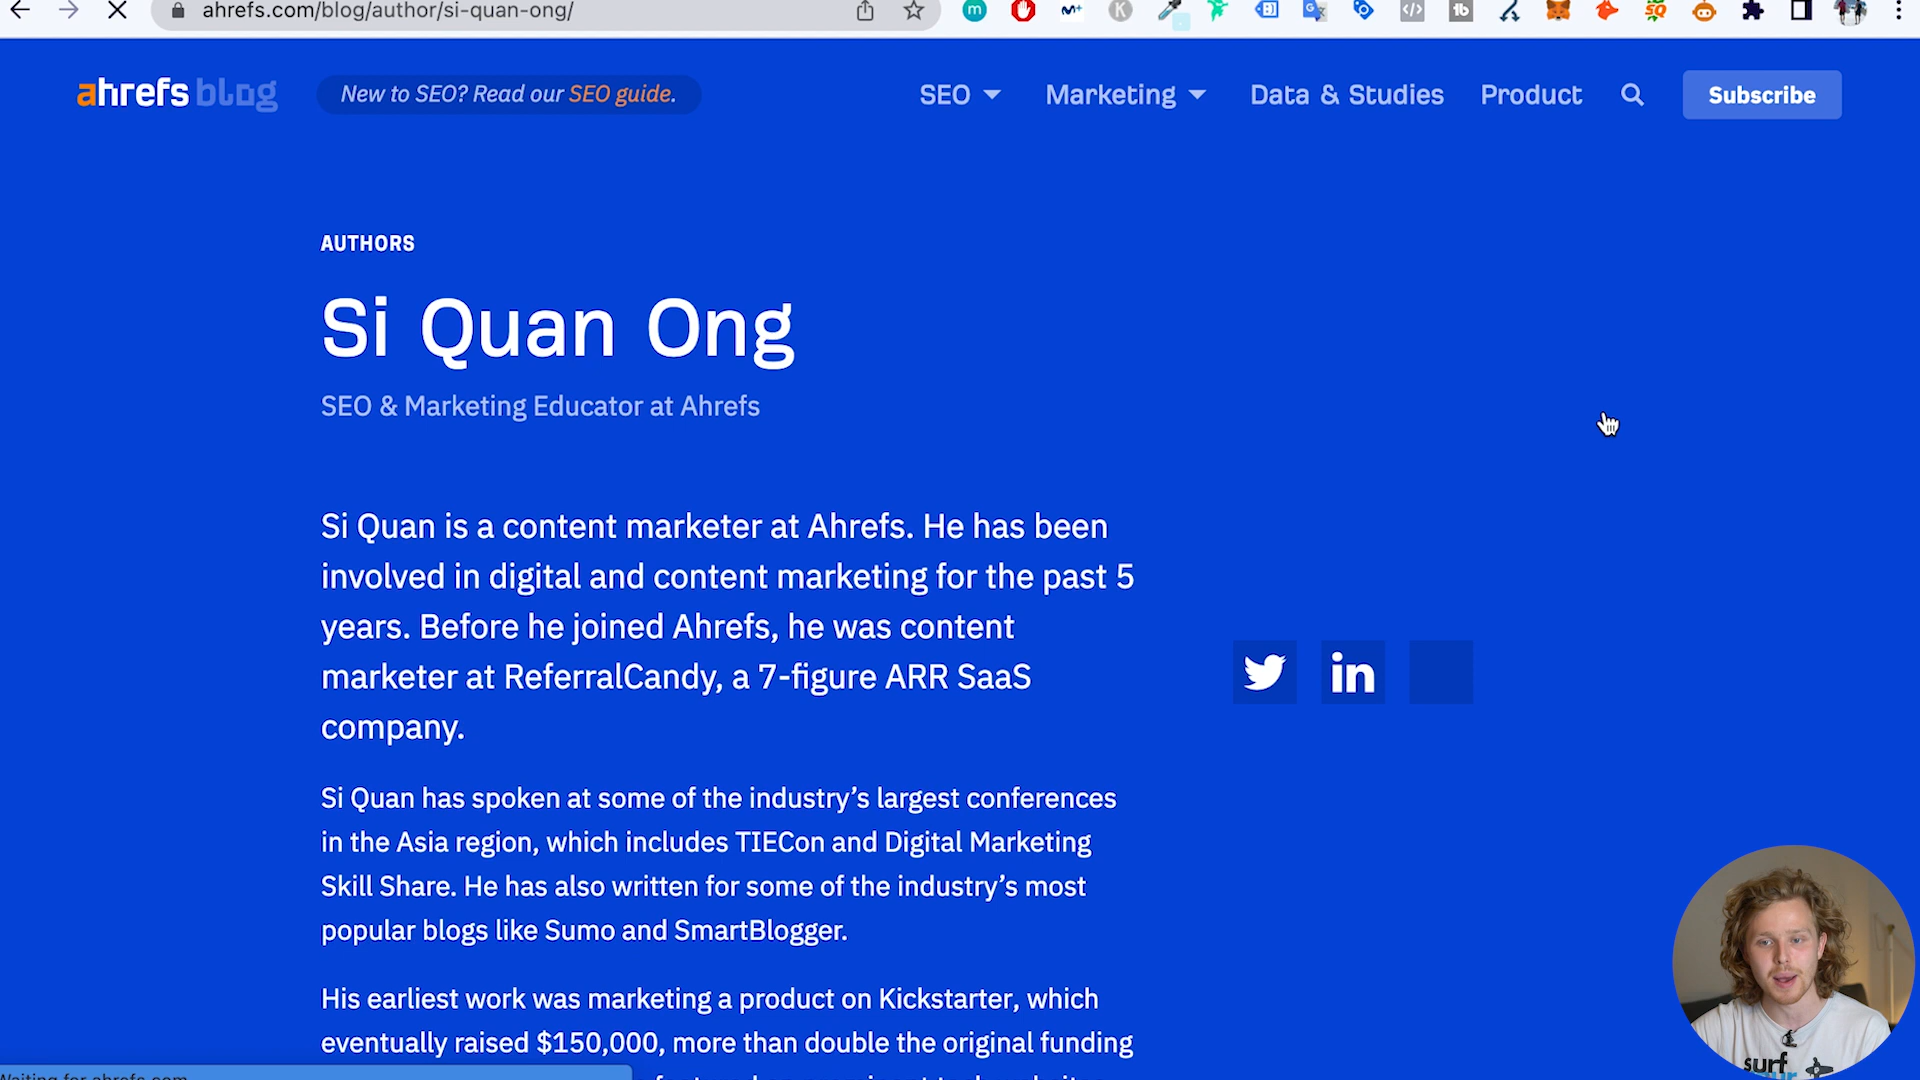 ahrefs.com/blog/author/si-quan-ong/
ahrefs blog
New to SEO? Read our SEO guide.
SEO
Marketing
Data & Studies
Product
Subscribe
AUTHORS
Si Quan Ong
SEO & Marketing Educator at Ahrefs
Si Quan is a content marketer at Ahrefs. He has been
involved in digital and content marketing for the past 5
years. Before he joined Ahrefs, he was content
marketer at ReferralCandy, a 7-figure ARR SaaS
company.
in
Si Quan has spoken at some of the industry’s largest conferences
in the Asia region, which includes TIECon and Digital Marketing
Skill Share. He has also written for some of the industry’s most
popular blogs like Sumo and SmartBlogger.
His earliest work was marketing a product on Kickstarter, which
eventually raised $150,000, more than double the original funding
Waiting for ahrefs.com
surf